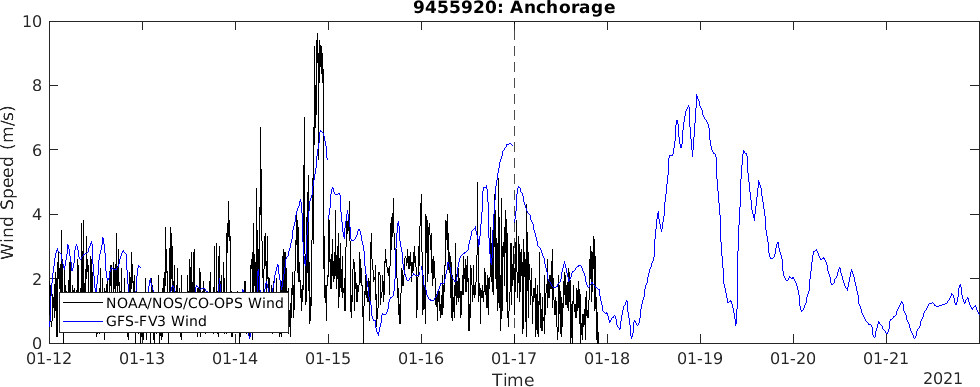 9455920: Anchorage
10
8
6
4
2
0
Wind Speed (m/s)
NOAA/NOS/CO-OPS Wind
GFS-FV3 Wind
01-12 01-13 01-14 01-15 01-16 01-17 01-18 01-19 01-20 01-21
Time
2021